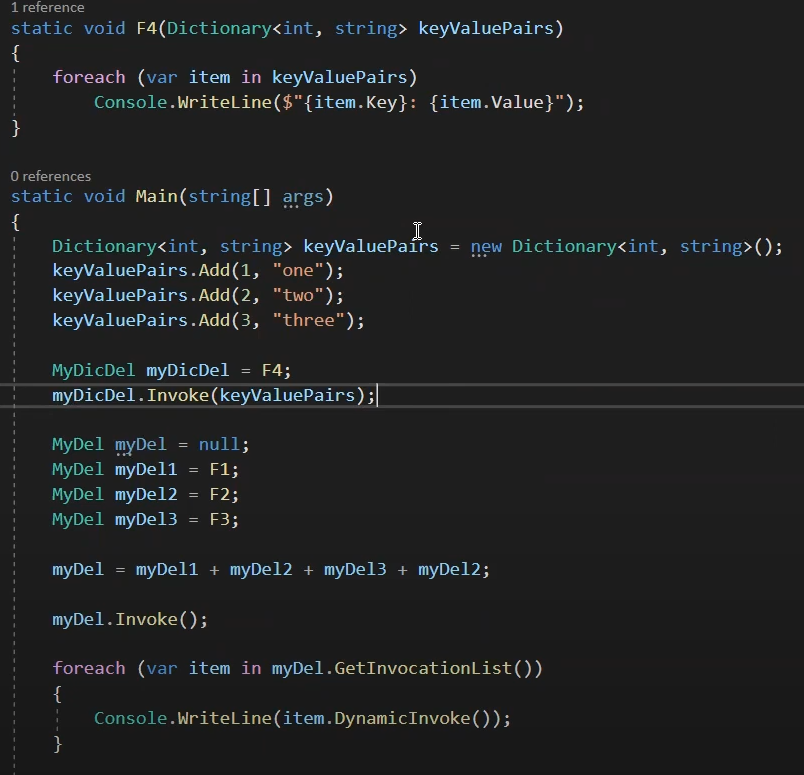 1 reference
static void F4(Dictionary<int, string> keyValuePairs)
{
foreach (var item in keyValuePairs)
Console.WriteLine($"{item.Key}: {item.Value}");
}
0 references
static void Main(string[] args)
{
Dictionary<int, string> keyValuePairs = new Dictionary<int, string>();
keyValuePairs.Add(1, "one");
keyValuePairs.Add(2, "two");
keyValuePairs.Add(3, "three");
MyDicDel myDicDel = F4;
myDicDel.Invoke(keyValuePairs);
MyDel myDel = null;
MyDel myDel1 = F1;
MyDel myDel2 = F2;
MyDel myDel3 = F3;
myDel = myDel1 + myDel2 + myDel3 + myDel2;
myDel.Invoke();
foreach (var item in myDel.GetInvocationList())
{
Console.WriteLine(item.DynamicInvoke());
}